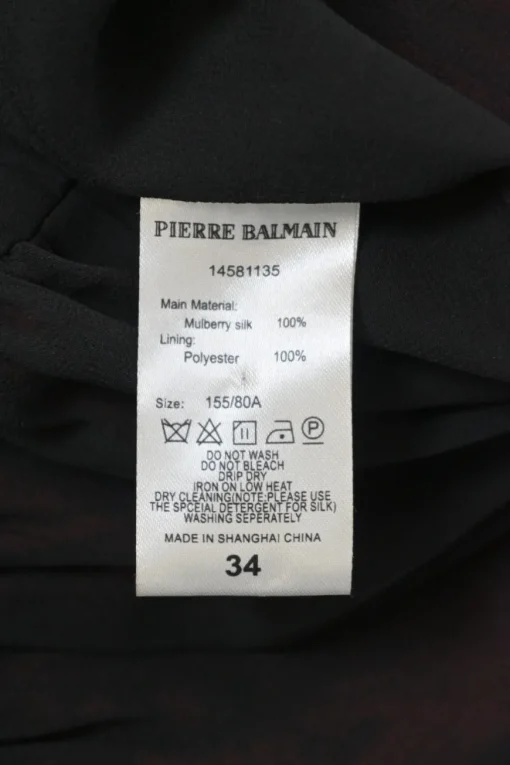 PIERRE BALMAIN
14581135
Main Material:
Mulberry silk 100%
Lining:
Polyester 100%
Size: 155/80A
P
DO NOT WASH
DO NOT BLEACH
DRIP DRY
IRON ON LOW HEAT
DRY CLEANING(NOTE:PLEASE USE
THE SPCEIAL DETERGENT FOR SILK)
WASHING SEPERATELY
MADE IN SHANGHAI CHINA
34